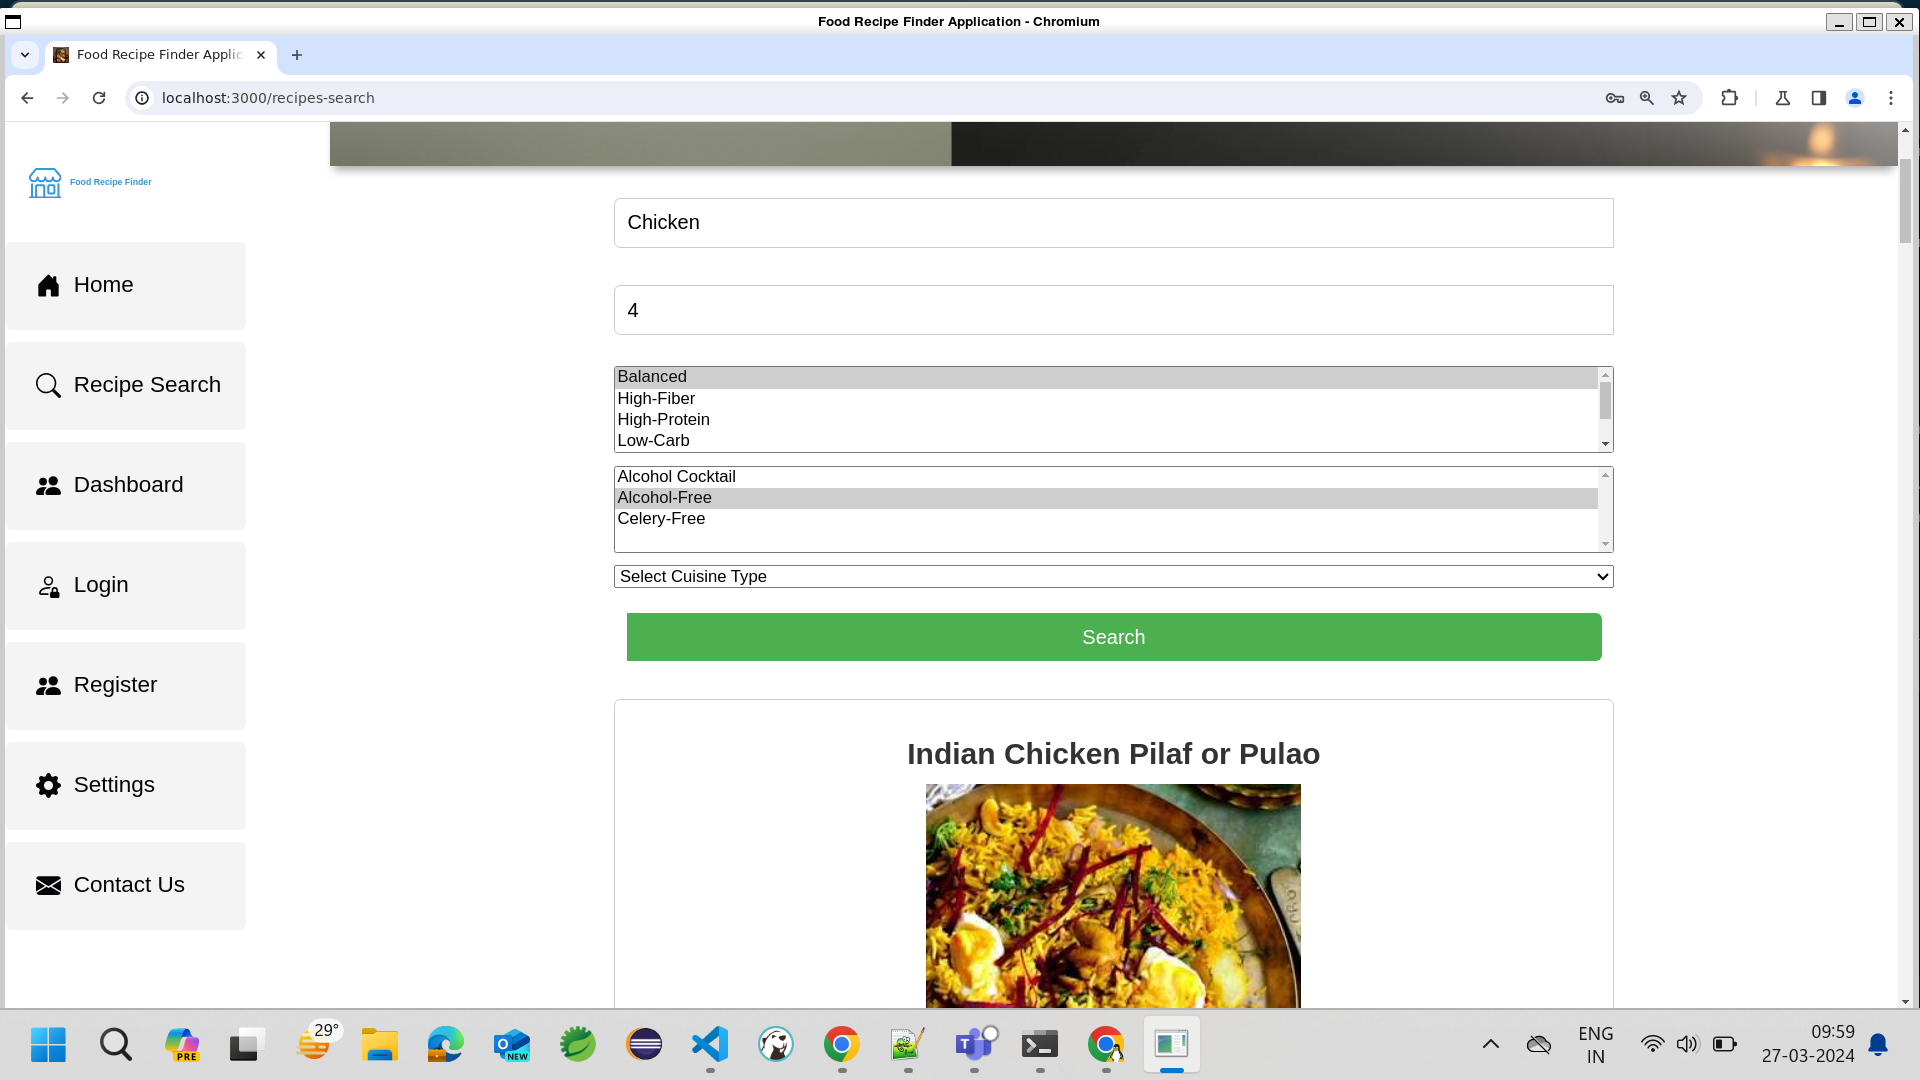 Food Recipe Finder Application - Chromium
Food Recipe Finder Applic
localhost:3000/recipes-search
Food Recipe Finder
Home
Recipe Search
Dashboard
Login
Register
Settings
Contact Us
Chicken
4
Balanced
High-Fiber
High-Protein
Low-Carb
Alcohol Cocktail
Alcohol-Free
Celery-Free
Select Cuisine Type
Search
Indian Chicken Pilaf or Pulao
PRE
29°
NEW
ENG
IN
09:59
27-03-2024